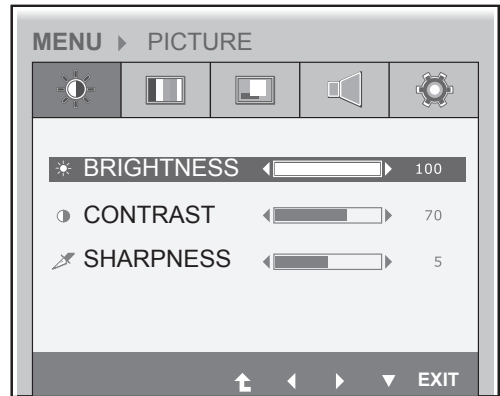 MENU PICTURE
BRIGHTNESS 100
CONTRAST 70
SHARPNESS 5
EXIT